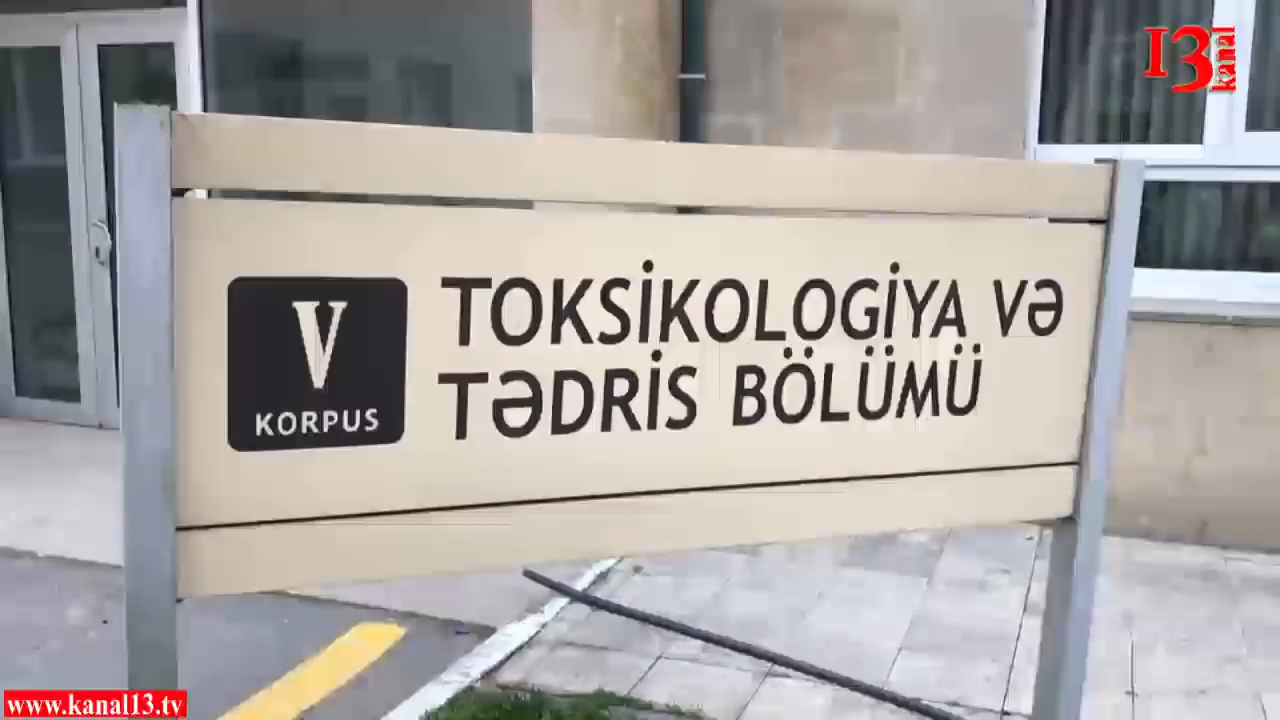 13 kanal
TOKSİKOLOGİYA VƏ
TƏDRİS BÖLÜMÜ
V
KORPUS
www.kanal13.tv